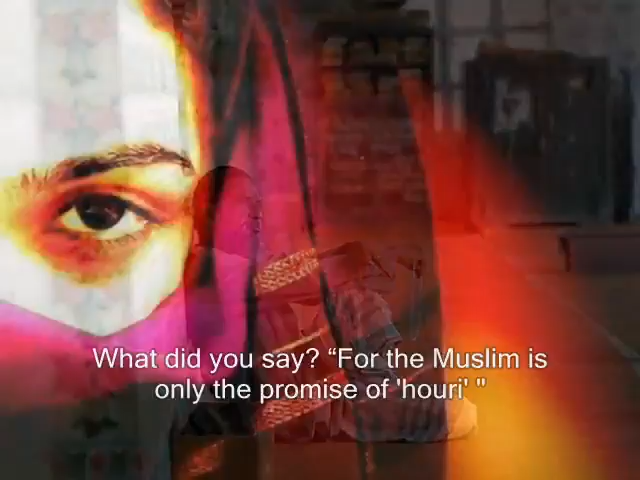 What did you say? “For the Muslim is
only the promise of 'houri' "